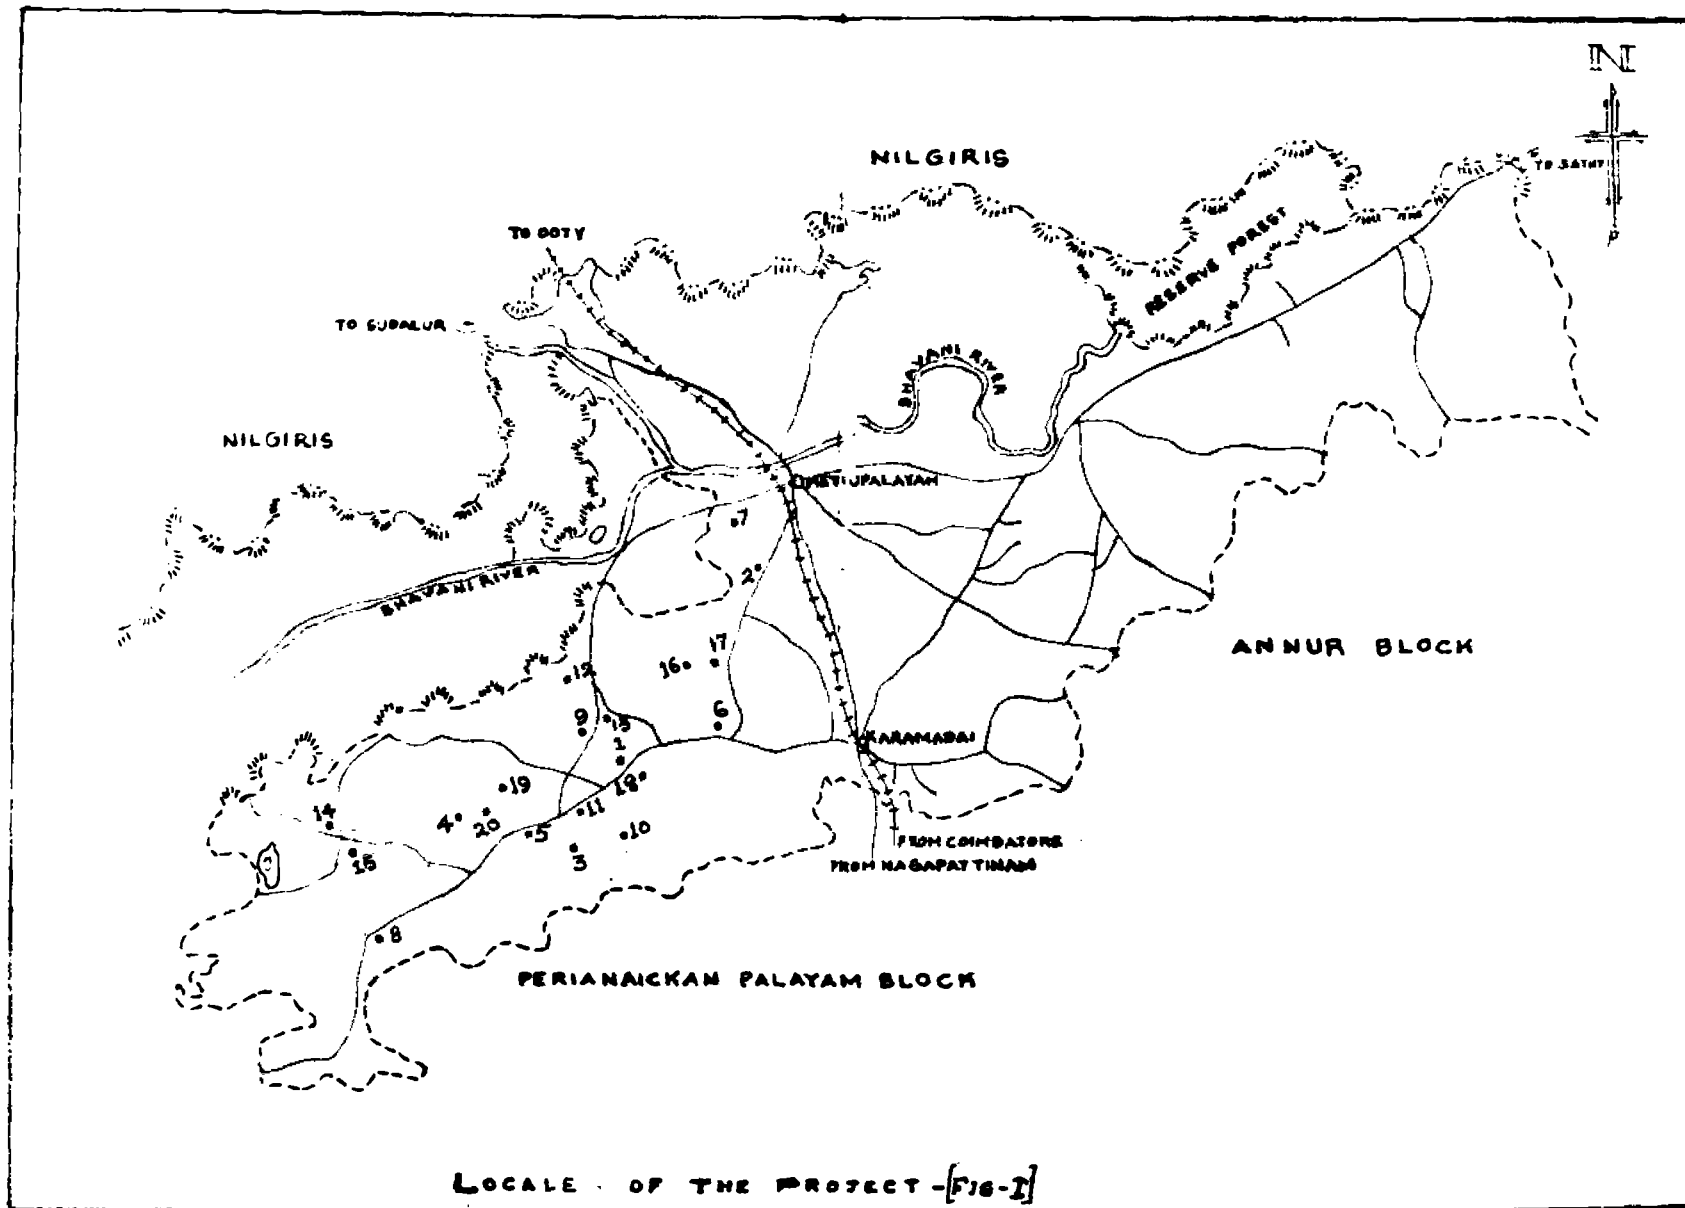 N
NILGIRIS
TO SATHY
RESERVE FOREST
TO OOTY
TO GUDALUR
BHAVANI RIVER
NILGIRIS
METTUPALAYAM
7
BHAVANI RIVER
2
ANNUR BLOCK
17
16
12
6
9
13
1
KARAMADAI
18
19
14
4
20
11
5
10
3
15
FROM COIMBATORE
FROM NAGAPATTINAM
8
PERIANAICKAN PALAYAM BLOCK
LOCALE OF THE PROJECT -[FIG-I]